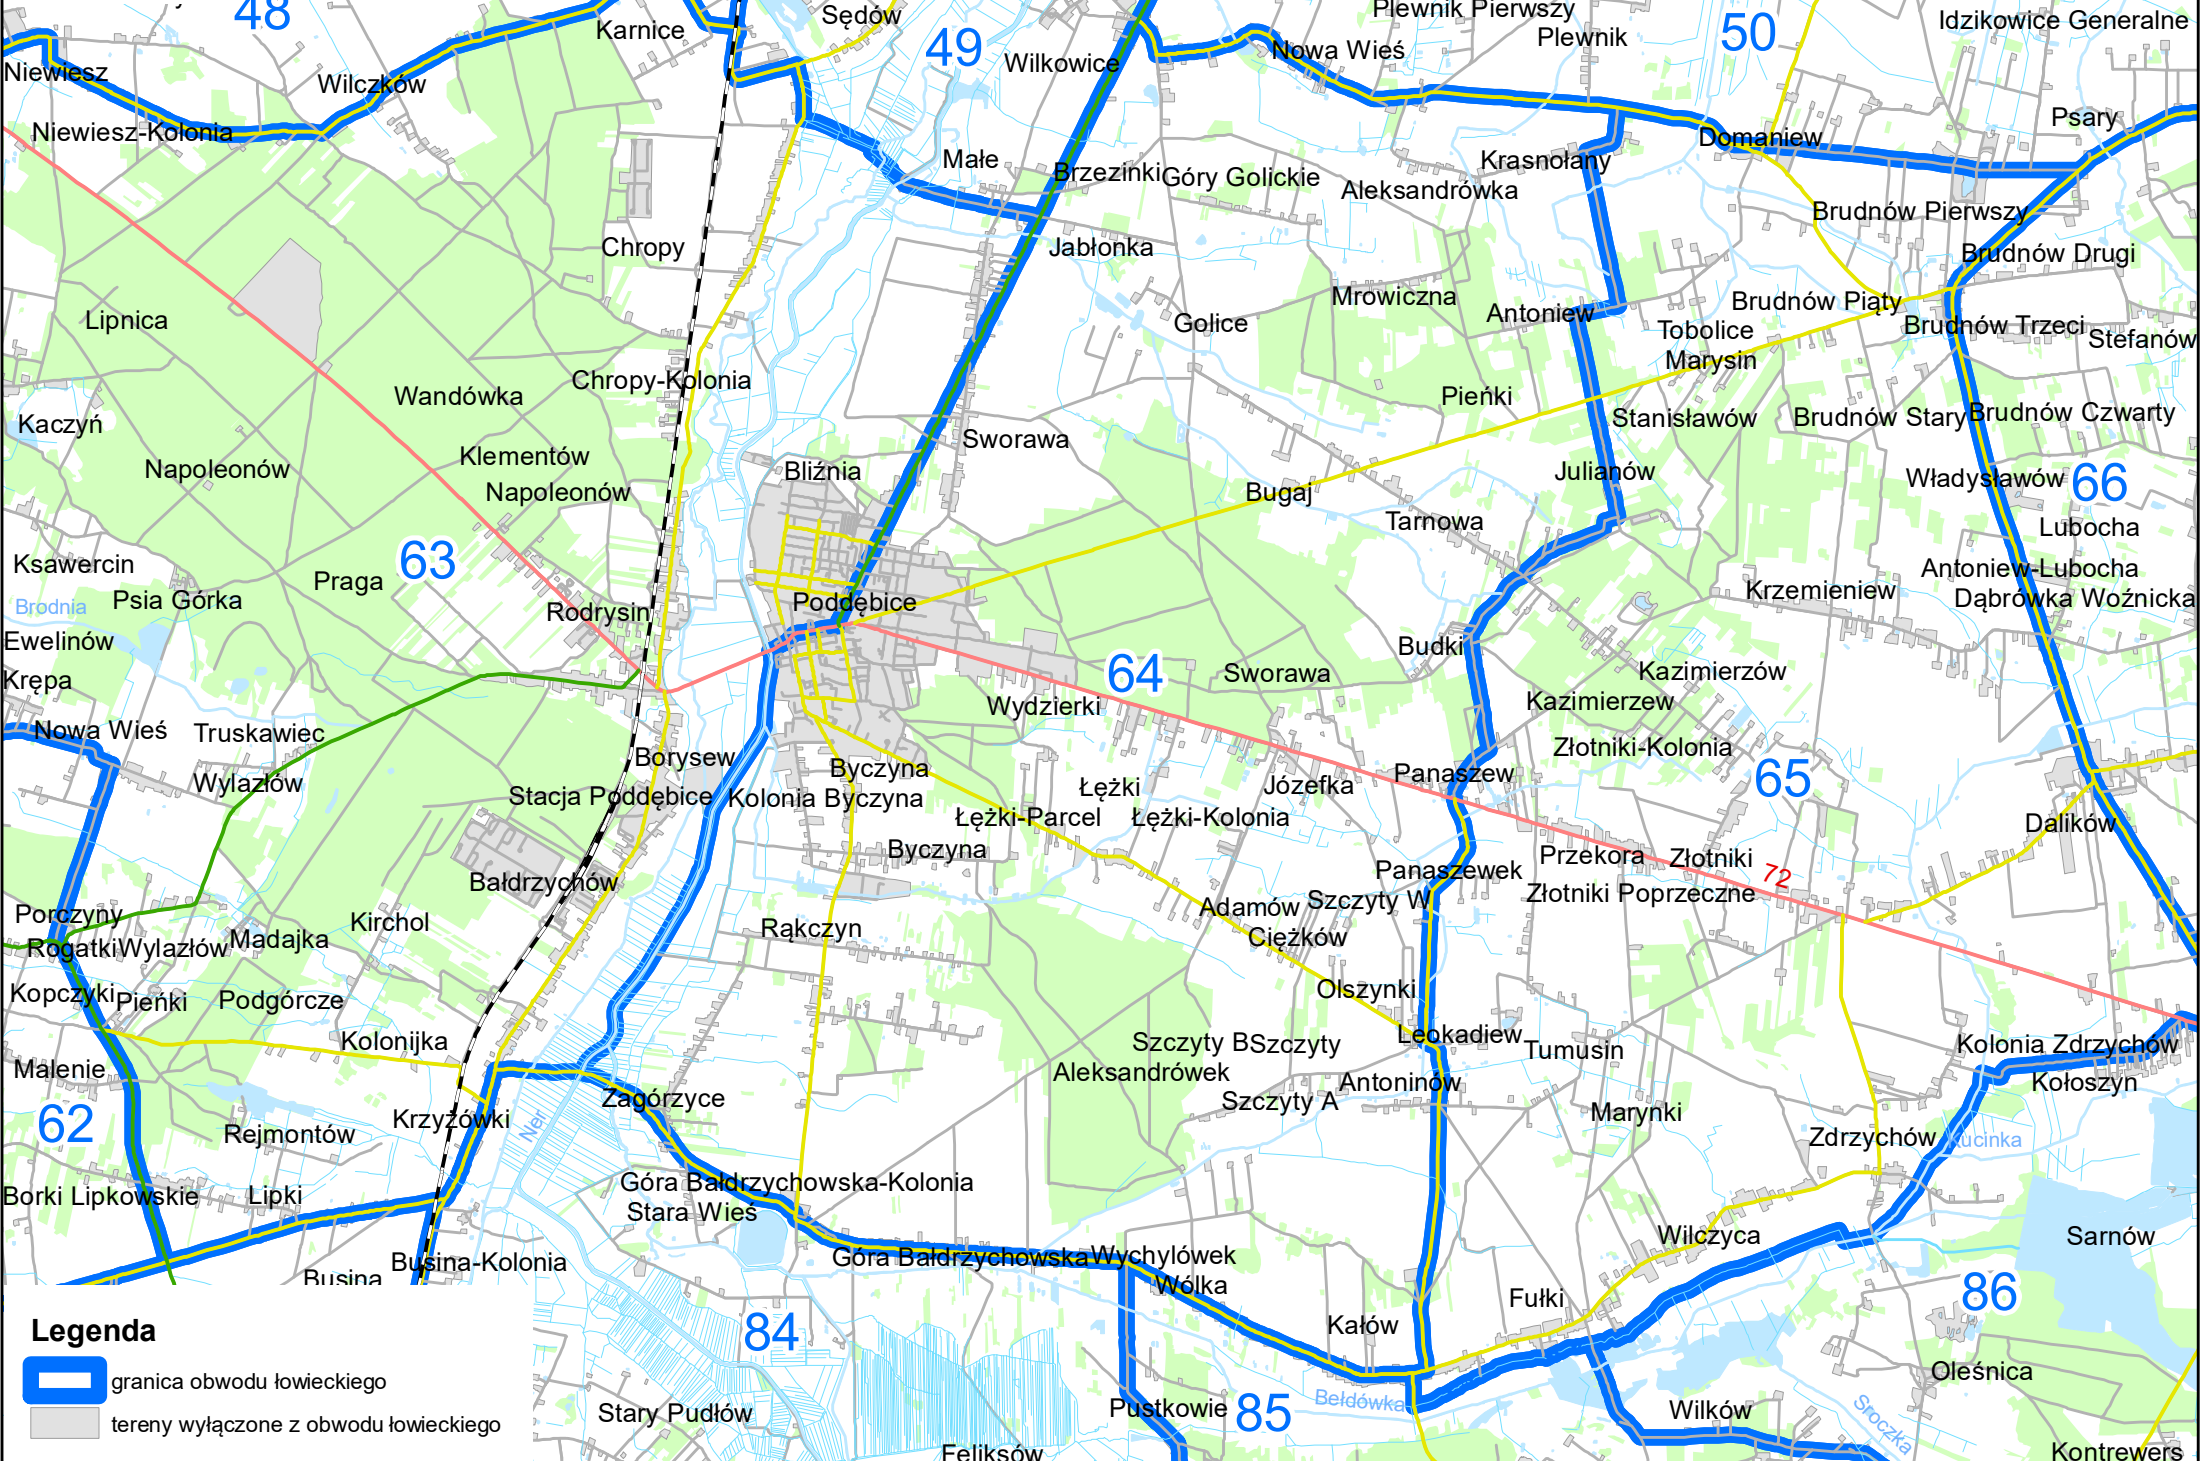 48
Karnice
Sędów
49
Wilkowice
Plewnik Pierwszy
Plewnik
50
Idzikowice Generalne
Nowa Wieś
Niewiesz
Wilczków
Niewiesz-Kolonia
Psary
Domaniew
Małe
Brzezinki
Góry Golickie
Krasnołany
Aleksandrówka
Brudnów Pierwszy
Chropy
Jabłonka
Brudnów Drugi
Mrowiczna
Antoniew
Brudnów Piąty
Lipnica
Golice
Tobolice
Brudnów Trzeci
Stefanów
Marysin
Chropy-Kolonia
Wandówka
Pieńki
Stanisławów
Brudnów Stary
Brudnów Czwarty
Kaczyń
Sworawa
Klementów
Napoleonów
Bliźnia
Julianów
Władysławów
66
Napoleonów
Bugaj
Tarnowa
Lubocha
63
Ksawercin
Praga
Antoniew-Lubocha
Krzemieniew
Dąbrówka Woźnicka
Brodnia
Psia Górka
Rodrysin
Poddębice
Ewelinów
Budki
Krępa
64
Sworawa
Kazimierzów
Kazimierzew
Wydzierki
Nowa Wieś
Truskawiec
Złotniki-Kolonia
Borysew
Byczyna
Panaszew
65
Wylazłów
Stacja Poddębice
Kolonia Byczyna
Łężki
Józefka
Łężki-Parcel
Łężki-Kolonia
Dalików
Byczyna
Przekora
Złotniki
72
Bałdrzychów
Panaszewek
Złotniki Poprzeczne
Porczyny
Kirchol
Adamów
Szczyty W
Rąkczyn
Ciężków
Rogatki
Wylazłów
Madajka
Kopczyki
Pieńki
Podgórcze
Olszynki
Kolonijka
Szczyty B
Szczyty
Leokadiew
Tumusin
Kolonia Zdrzychów
Malenie
Aleksandrówek
Antoninów
Kołoszyn
Zagórzyce
Szczyty A
Marynki
62
Krzyżówki
Ner
Rejmontów
Zdrzychów
Kucinka
Góra Bałdrzychowska-Kolonia
Borki Lipkowskie
Lipki
Stara Wieś
Wilczyca
Sarnów
Busina-Kolonia
Góra Bałdrzychowska
Wychylówek
Busina
Wólka
86
Fułki
84
Kałów
Legenda
granica obwodu łowieckiego
tereny wyłączone z obwodu łowieckiego
Oleśnica
Stary Pudłów
Pustkowie
85
Bełdówka
Wilków
Sroczka
Feliksów
Kontrewers